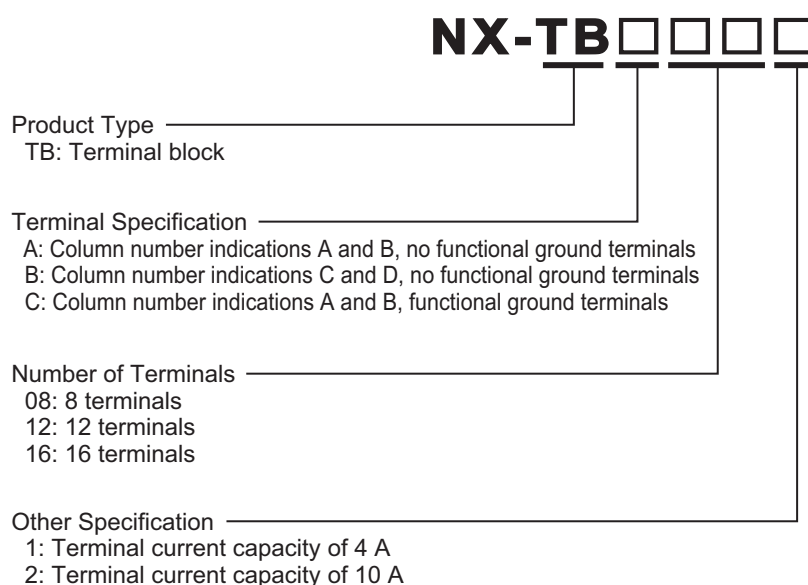 NX-TB□□□□
Product Type
TB: Terminal block
Terminal Specification
A: Column number indications A and B, no functional ground terminals
B: Column number indications C and D, no functional ground terminals
C: Column number indications A and B, functional ground terminals
Number of Terminals
08: 8 terminals
12: 12 terminals
16: 16 terminals
Other Specification
1: Terminal current capacity of 4 A
2: Terminal current capacity of 10 A